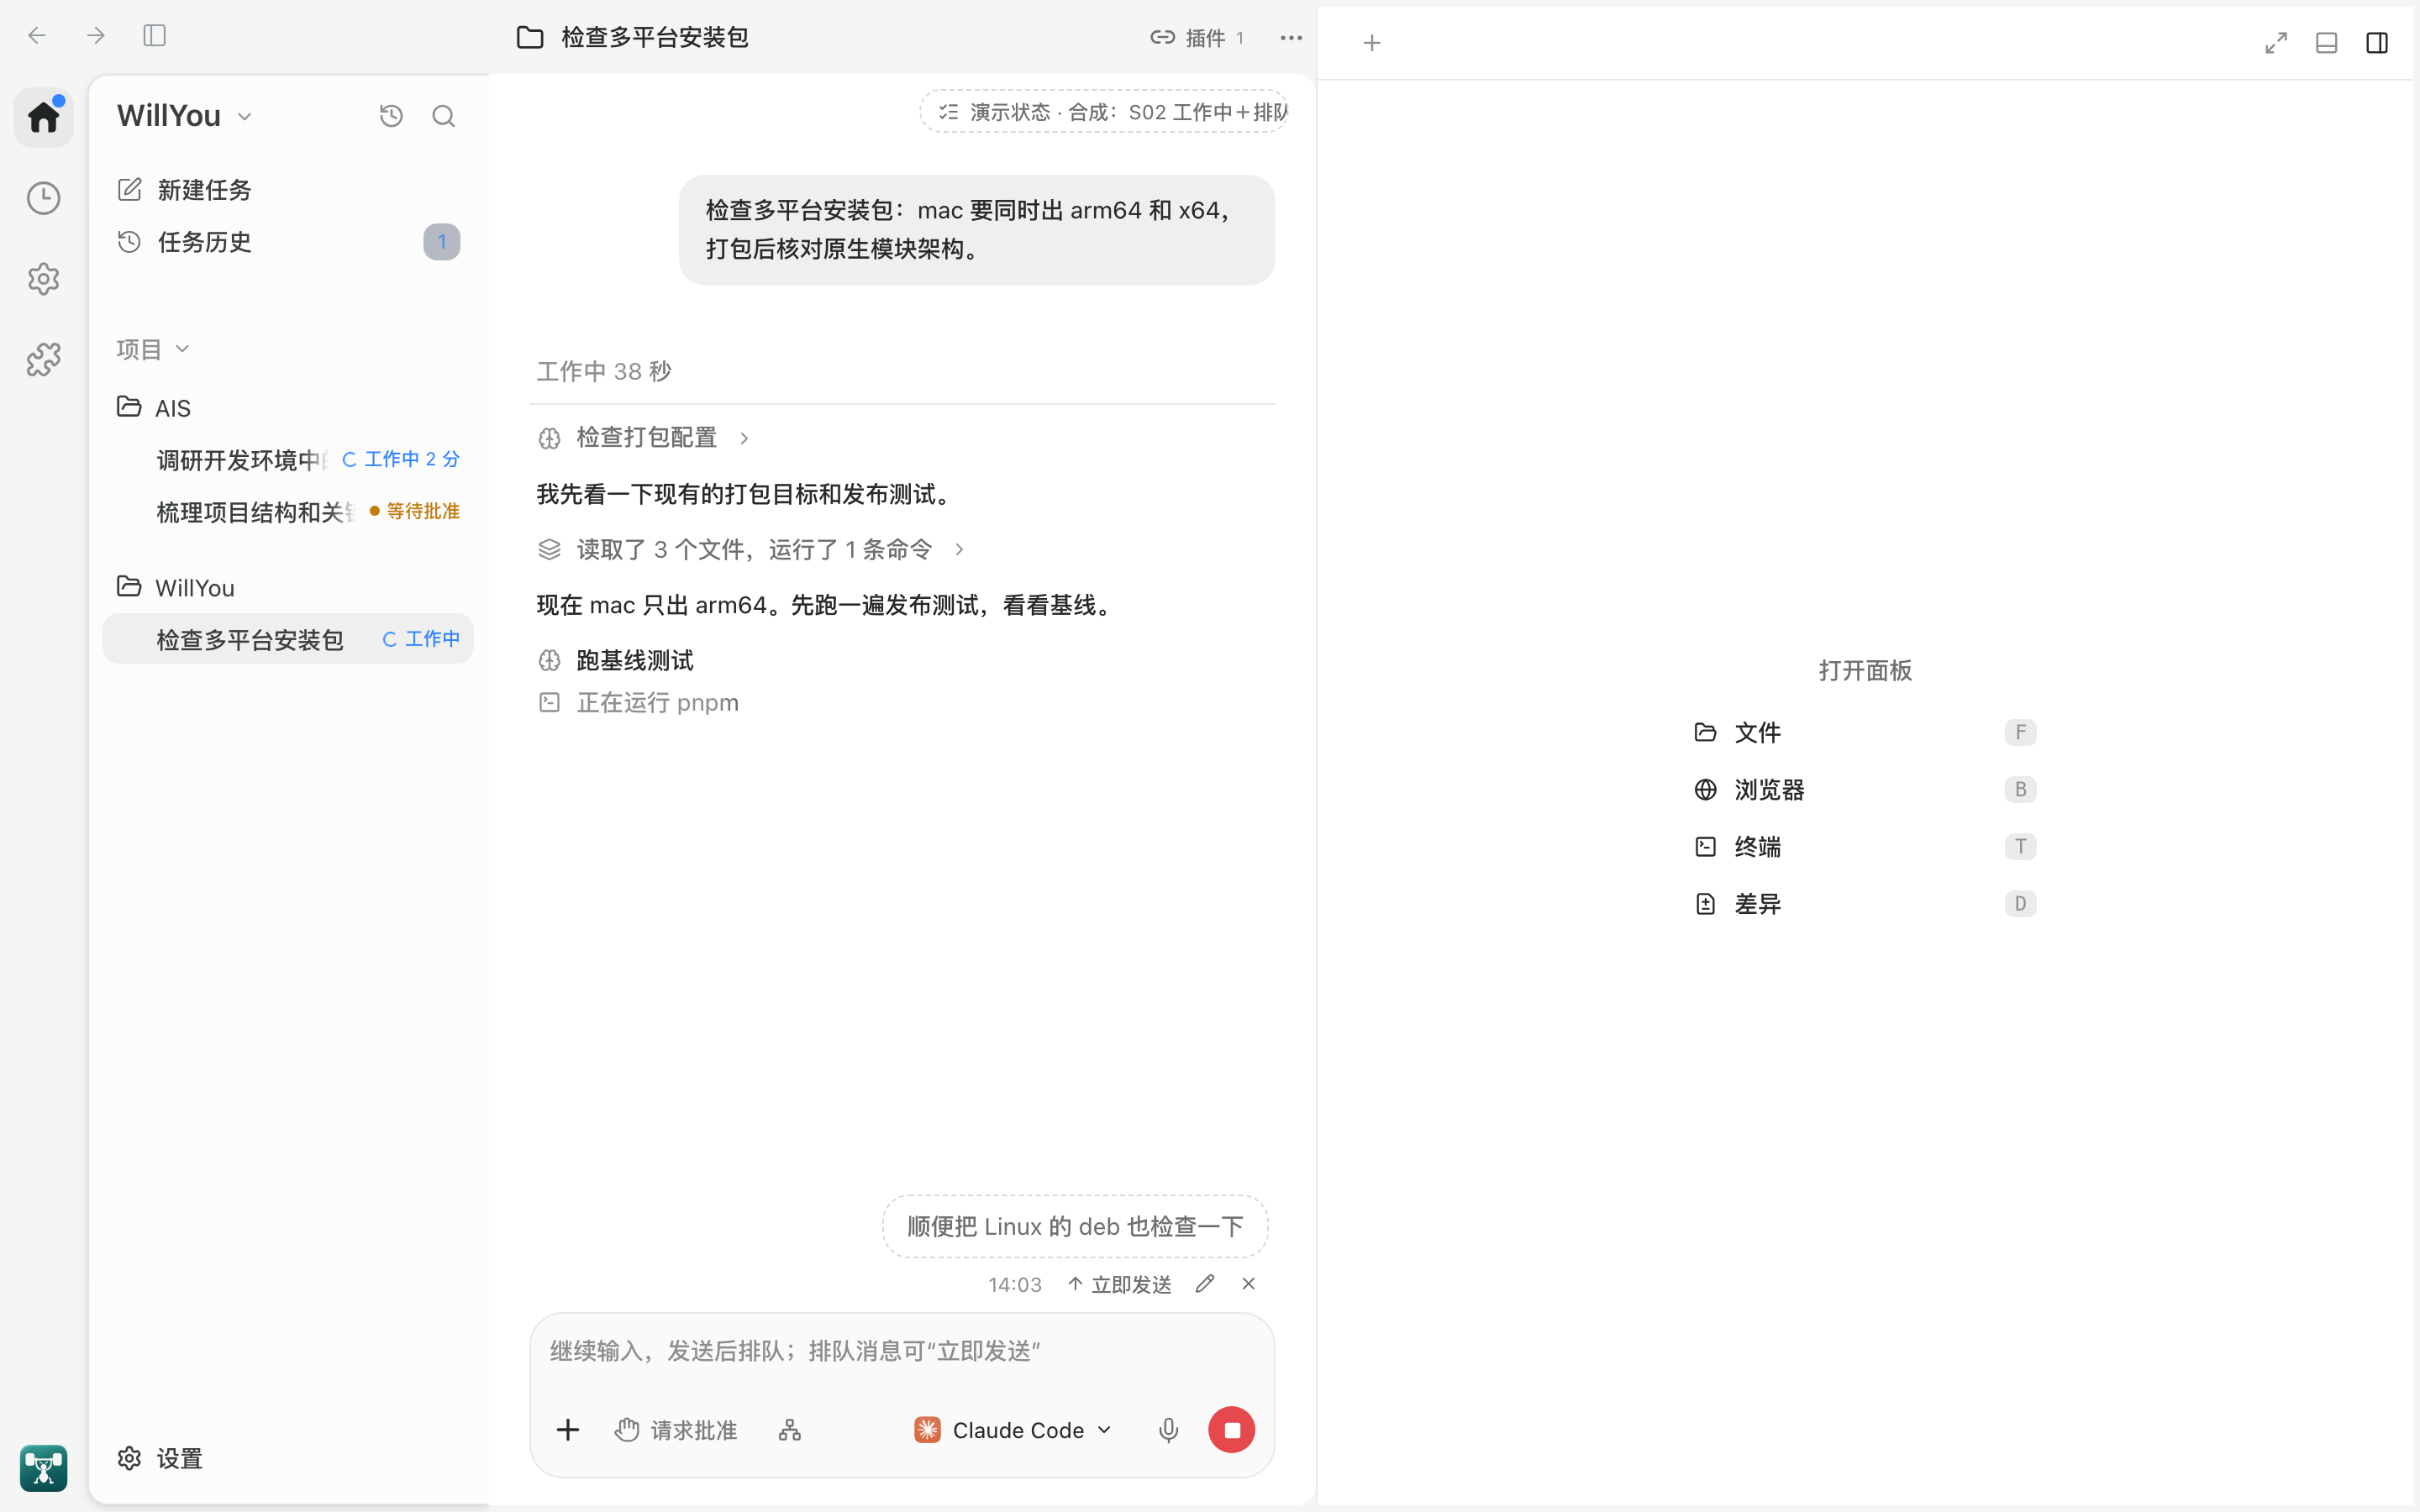 检查多平台安装包
插件 1
WillYou
演示状态 · 合成：S02 工作中＋排队
新建任务
任务历史 1
检查多平台安装包：mac 要同时出 arm64 和 x64，
打包后核对原生模块架构。
项目
工作中 38 秒
AIS
检查打包配置
调研开发环境中 工作中 2 分
我先看一下现有的打包目标和发布测试。
梳理项目结构和关 等待批准
读取了 3 个文件，运行了 1 条命令
WillYou
现在 mac 只出 arm64。先跑一遍发布测试，看看基线。
检查多平台安装包 工作中
跑基线测试
正在运行 pnpm
打开面板
文件 F
浏览器 B
终端 T
差异 D
顺便把 Linux 的 deb 也检查一下
14:03 立即发送
继续输入，发送后排队；排队消息可“立即发送”
请求批准 Claude Code
设置